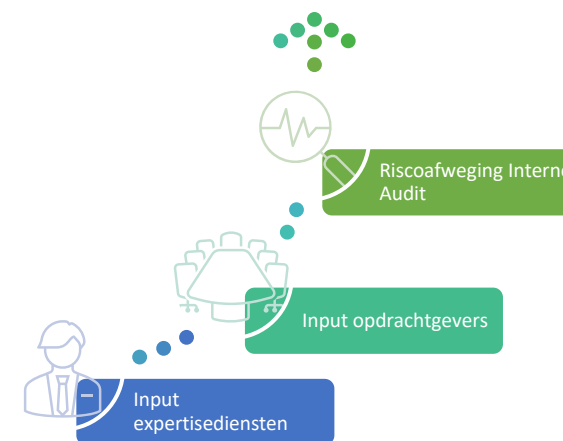 Riscoafweging Interne
Audit
Input opdrachtgevers
Input
expertisediensten